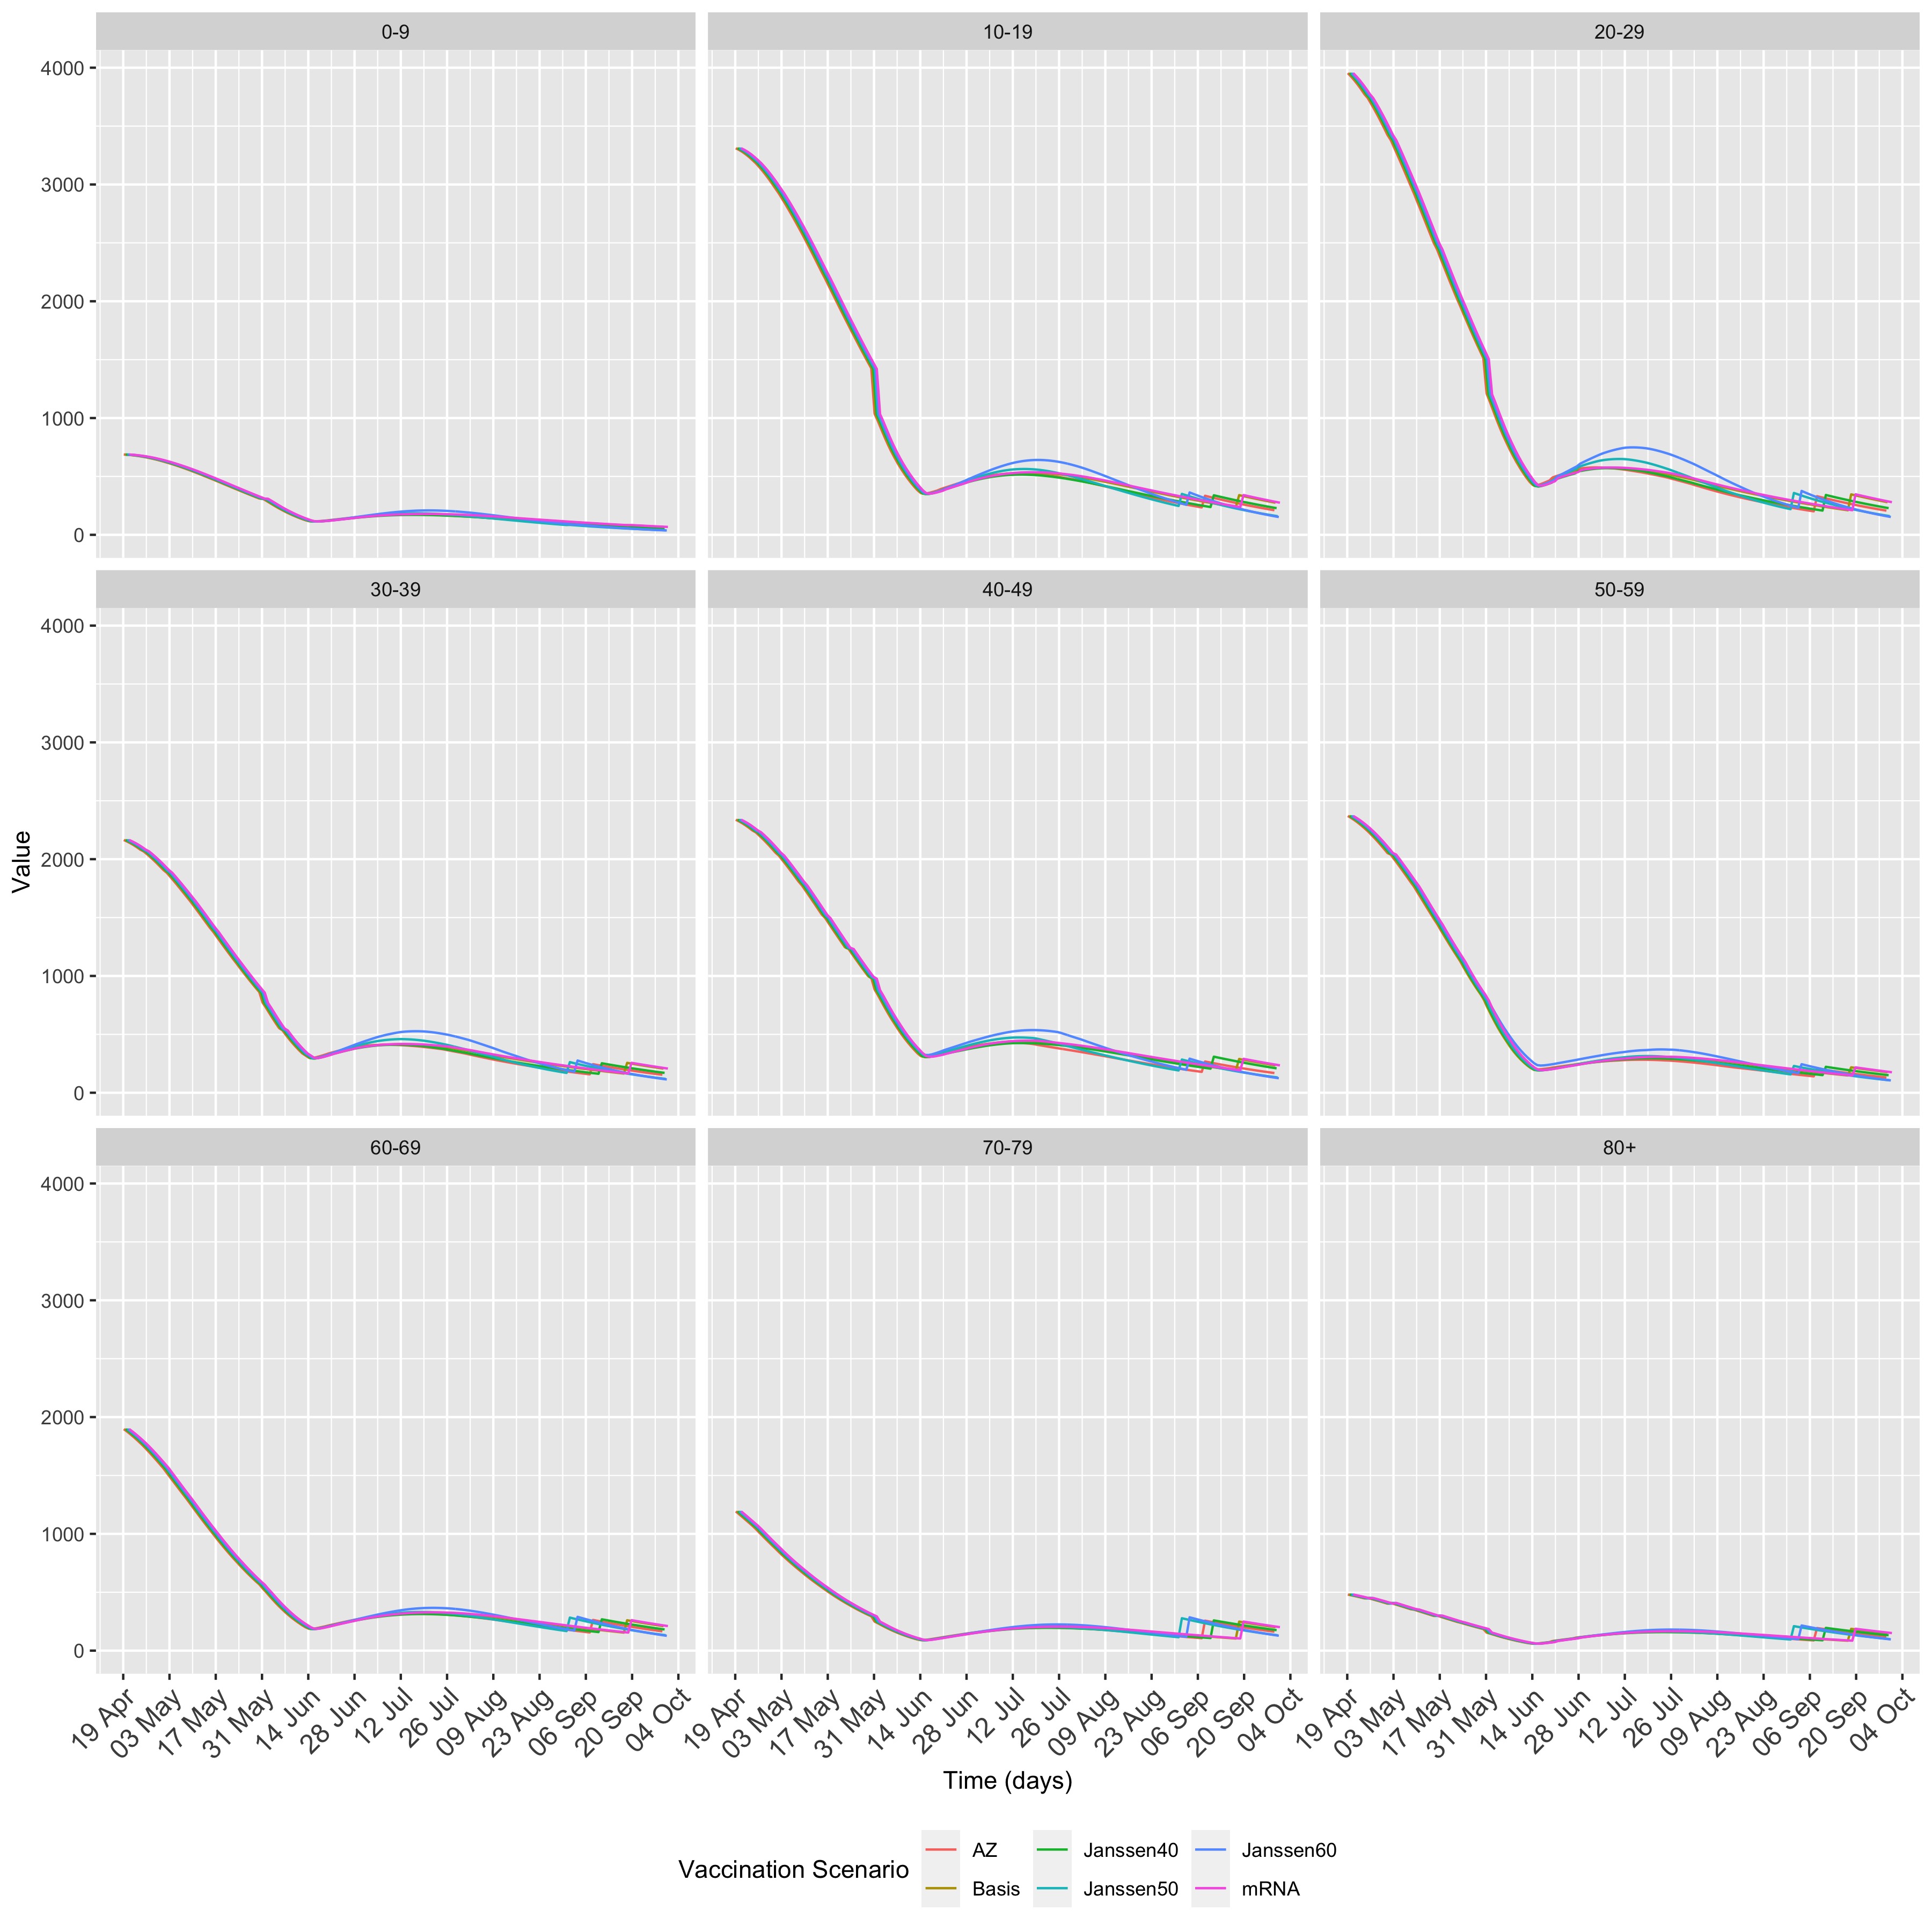 0-9 10-19 20-29
4000
3000
2000
1000
0
30-39 40-49 50-59
4000
3000
2000
1000
0
Value
60-69 70-79 80+
4000
3000
2000
1000
0
19 Apr 03 May 17 May 31 May 14 Jun 28 Jun 12 Jul 26 Jul 09 Aug 23 Aug 06 Sep 20 Sep 04 Oct 19 Apr 03 May 17 May 31 May 14 Jun 28 Jun 12 Jul 26 Jul 09 Aug 23 Aug 06 Sep 20 Sep 04 Oct 19 Apr 03 May 17 May 31 May 14 Jun 28 Jun 12 Jul 26 Jul 09 Aug 23 Aug 06 Sep 20 Sep 04 Oct
Time (days)
Vaccination Scenario
AZ Janssen40 Janssen60
Basis Janssen50 mRNA